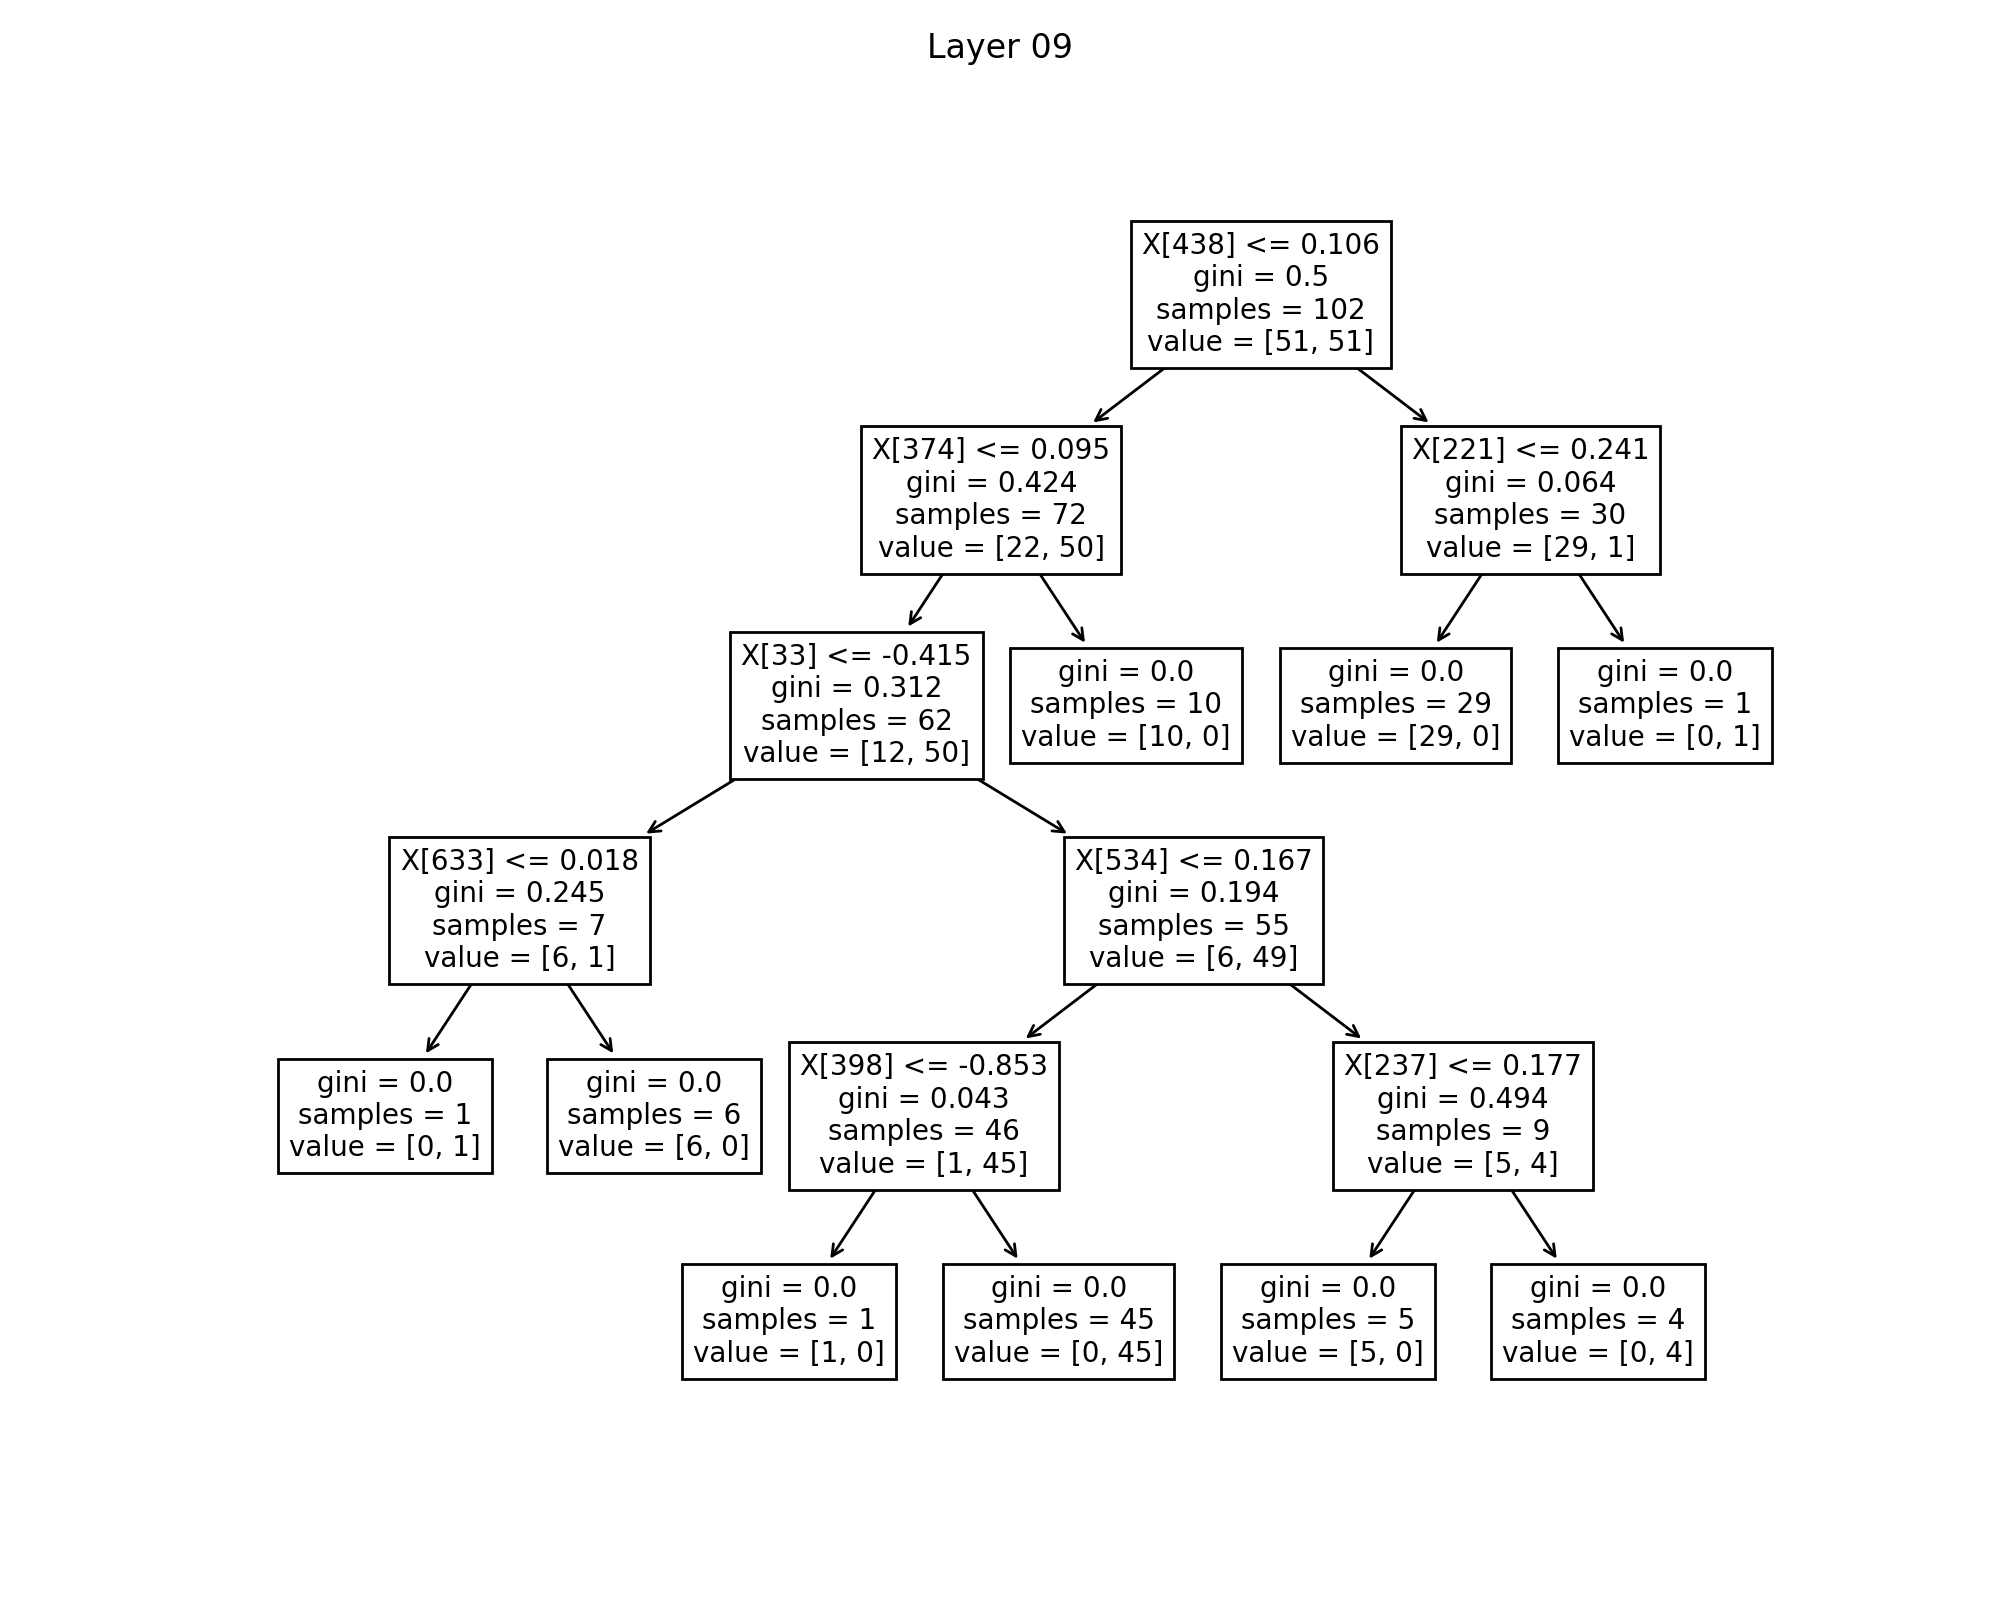 Layer 09
X[438] <= 0.106
gini = 0.5
samples = 102
value = [51, 51]
X[374] <= 0.095
gini = 0.424
samples = 72
value = [22, 50]
X[221] <= 0.241
gini = 0.064
samples = 30
value = [29, 1]
X[33] <= -0.415
gini = 0.312
samples = 62
value = [12, 50]
gini = 0.0
samples = 10
value = [10, 0]
gini = 0.0
samples = 29
value = [29, 0]
gini = 0.0
samples = 1
value = [0, 1]
X[633] <= 0.018
gini = 0.245
samples = 7
value = [6, 1]
X[534] <= 0.167
gini = 0.194
samples = 55
value = [6, 49]
gini = 0.0
samples = 1
value = [0, 1]
gini = 0.0
samples = 6
value = [6, 0]
X[398] <= -0.853
gini = 0.043
samples = 46
value = [1, 45]
X[237] <= 0.177
gini = 0.494
samples = 9
value = [5, 4]
gini = 0.0
samples = 1
value = [1, 0]
gini = 0.0
samples = 45
value = [0, 45]
gini = 0.0
samples = 5
value = [5, 0]
gini = 0.0
samples = 4
value = [0, 4]